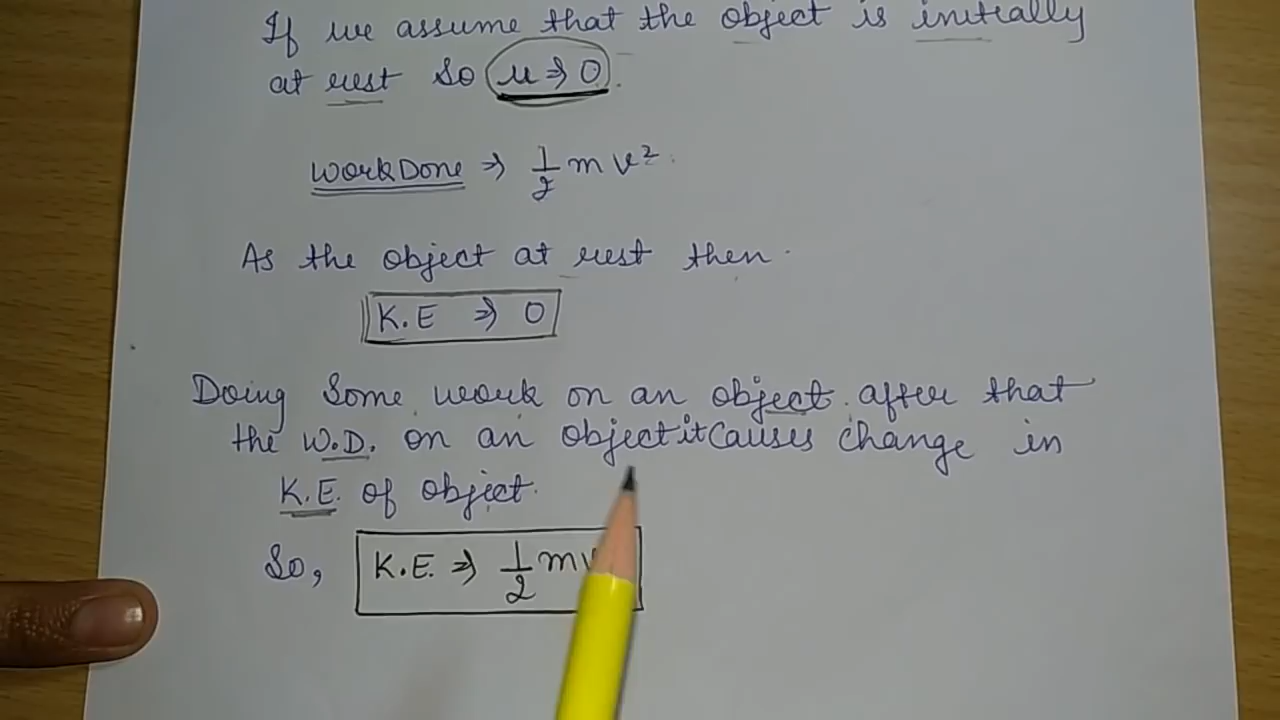 If we assume that the object is initially
at rest So u ⇒ 0.
WorkDone ⇒ 1/2 m v²
As the object at rest then
K.E ⇒ 0
Doing Some work on an object after that
the W.D. on an object it Causes change in
K.E. of object.
So, K.E. ⇒ 1/2 m